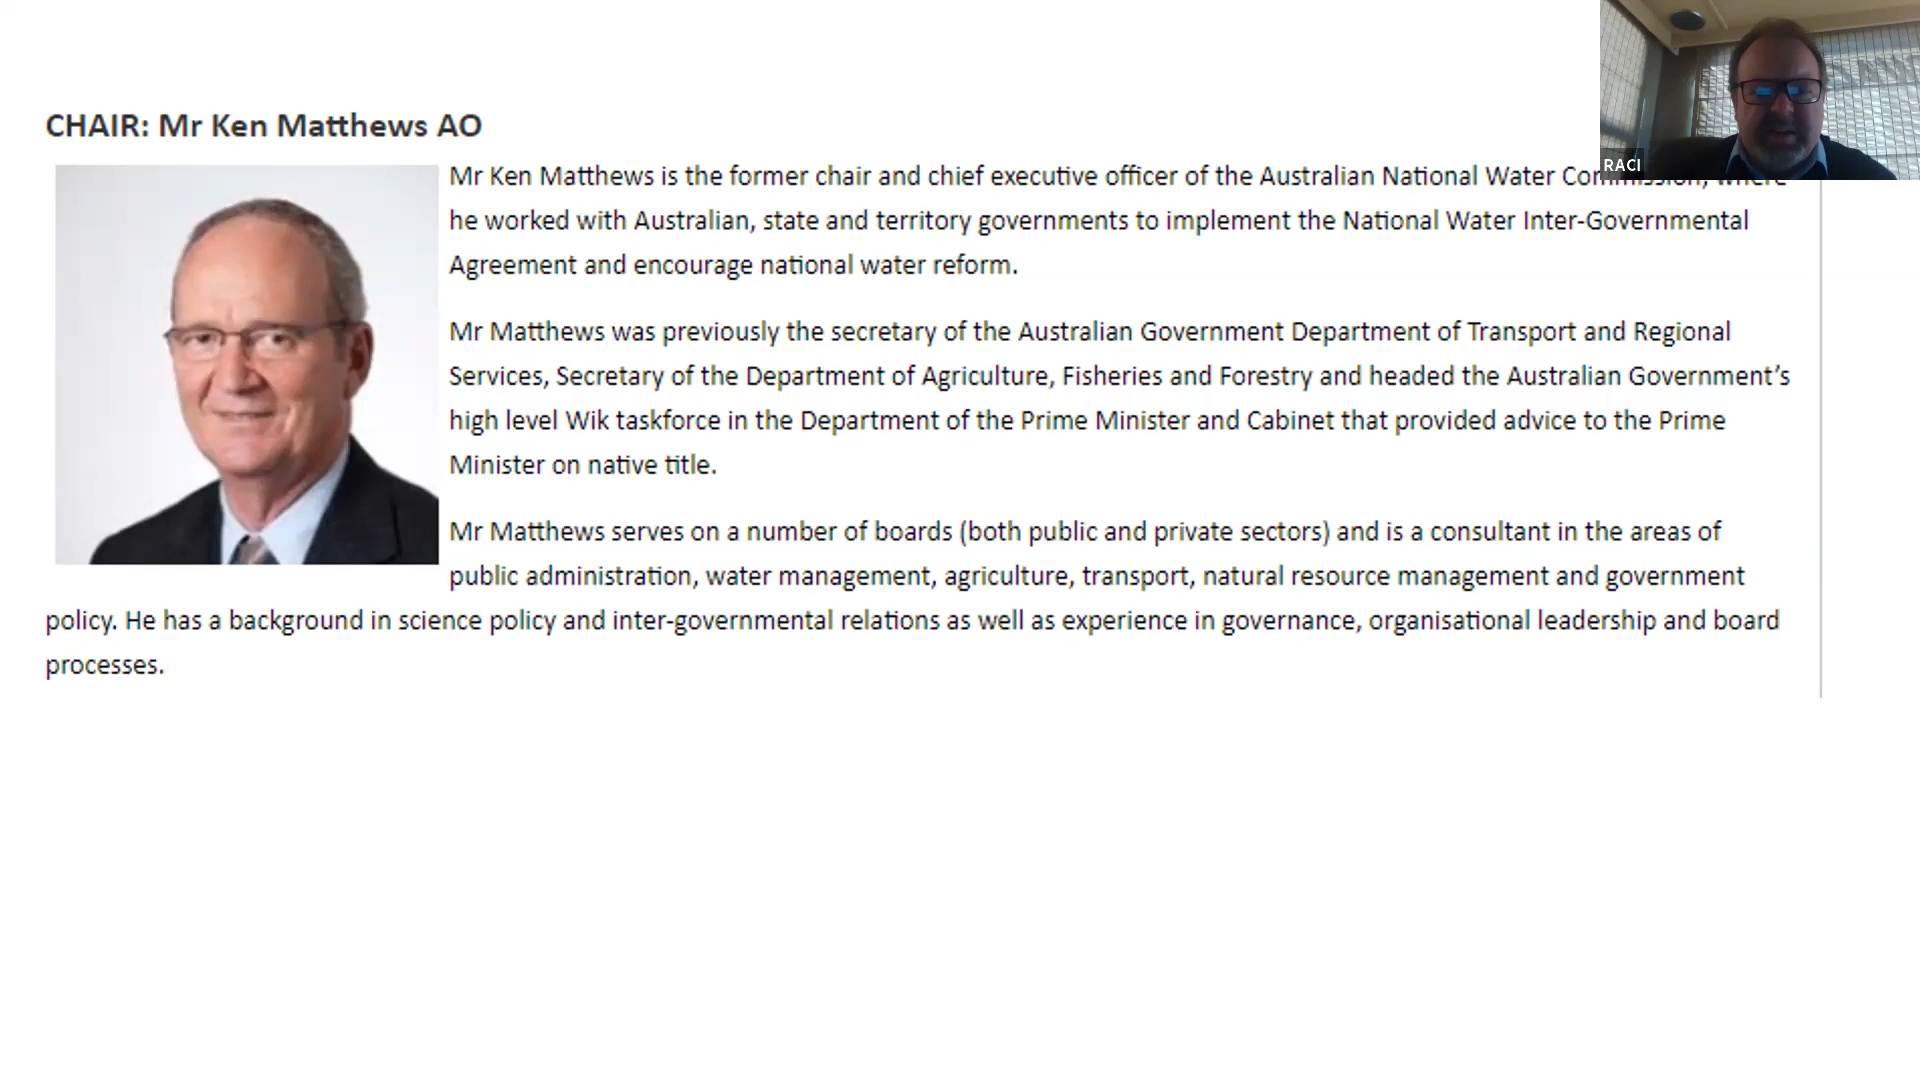 CHAIR: Mr Ken Matthews AO
Mr Ken Matthews is the former chair and chief executive officer of the Australian National Water Commission, where
he worked with Australian, state and territory governments to implement the National Water Inter-Governmental
Agreement and encourage national water reform.
Mr Matthews was previously the secretary of the Australian Government Department of Transport and Regional
Services, Secretary of the Department of Agriculture, Fisheries and Forestry and headed the Australian Government’s
high level Wik taskforce in the Department of the Prime Minister and Cabinet that provided advice to the Prime
Minister on native title.
Mr Matthews serves on a number of boards (both public and private sectors) and is a consultant in the areas of
public administration, water management, agriculture, transport, natural resource management and government
policy. He has a background in science policy and inter-governmental relations as well as experience in governance, organisational leadership and board
processes.
RACI